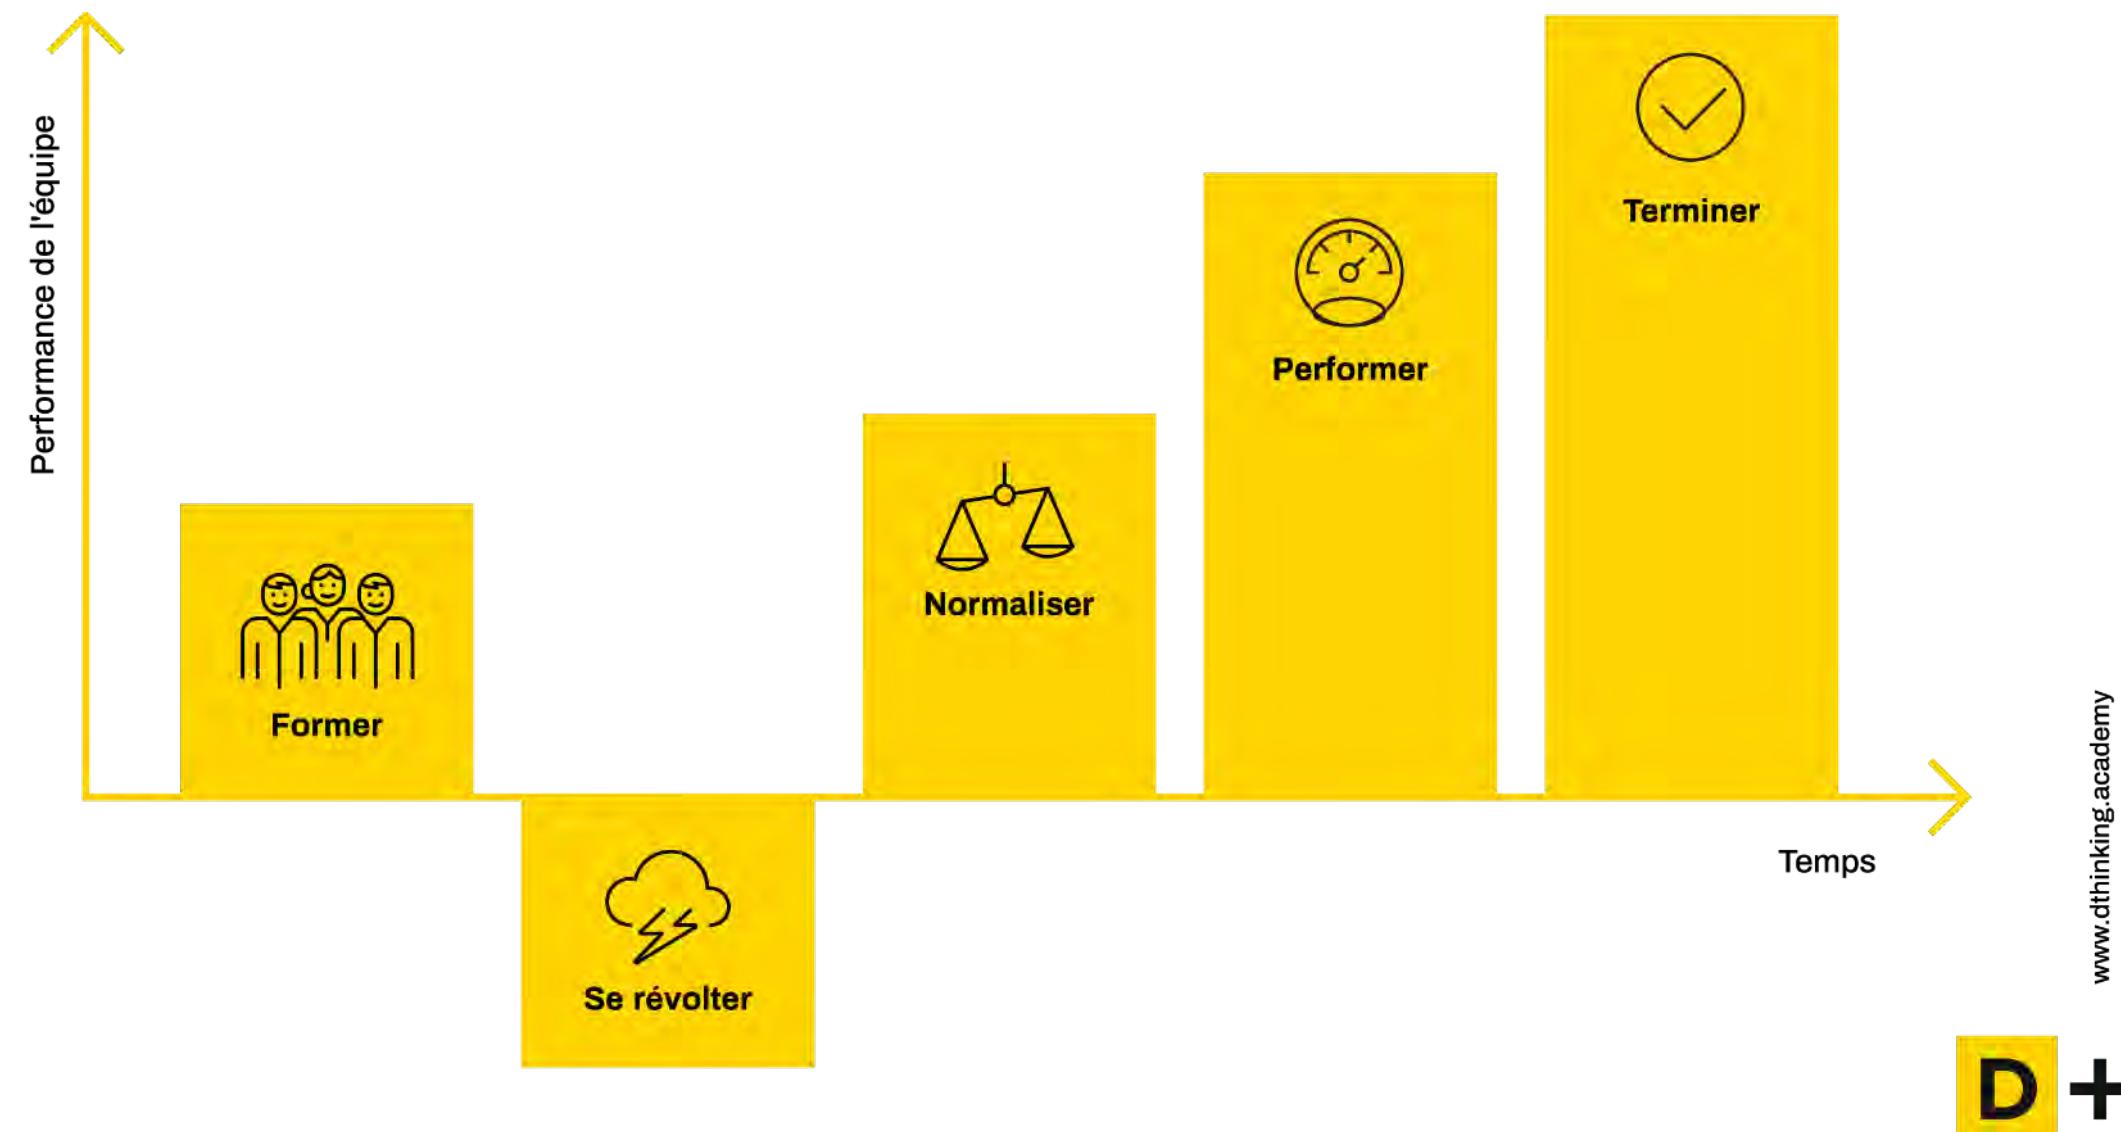 Performance de l'équipe
Former
Se révolter
Normaliser
Performer
Terminer
Temps
www.dthinking.academy
D+